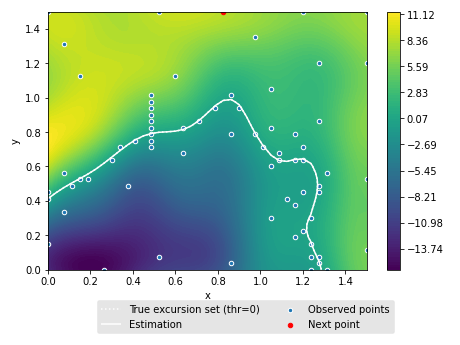 1.4
1.2
1.0
0.8
0.6
0.4
0.2
0.0
y
0.0 0.2 0.4 0.6 0.8 1.0 1.2 1.4
x
11.12
8.36
5.59
2.83
0.07
-2.69
-5.45
-8.21
-10.98
-13.74
True excursion set (thr=0)
Estimation
Observed points
Next point